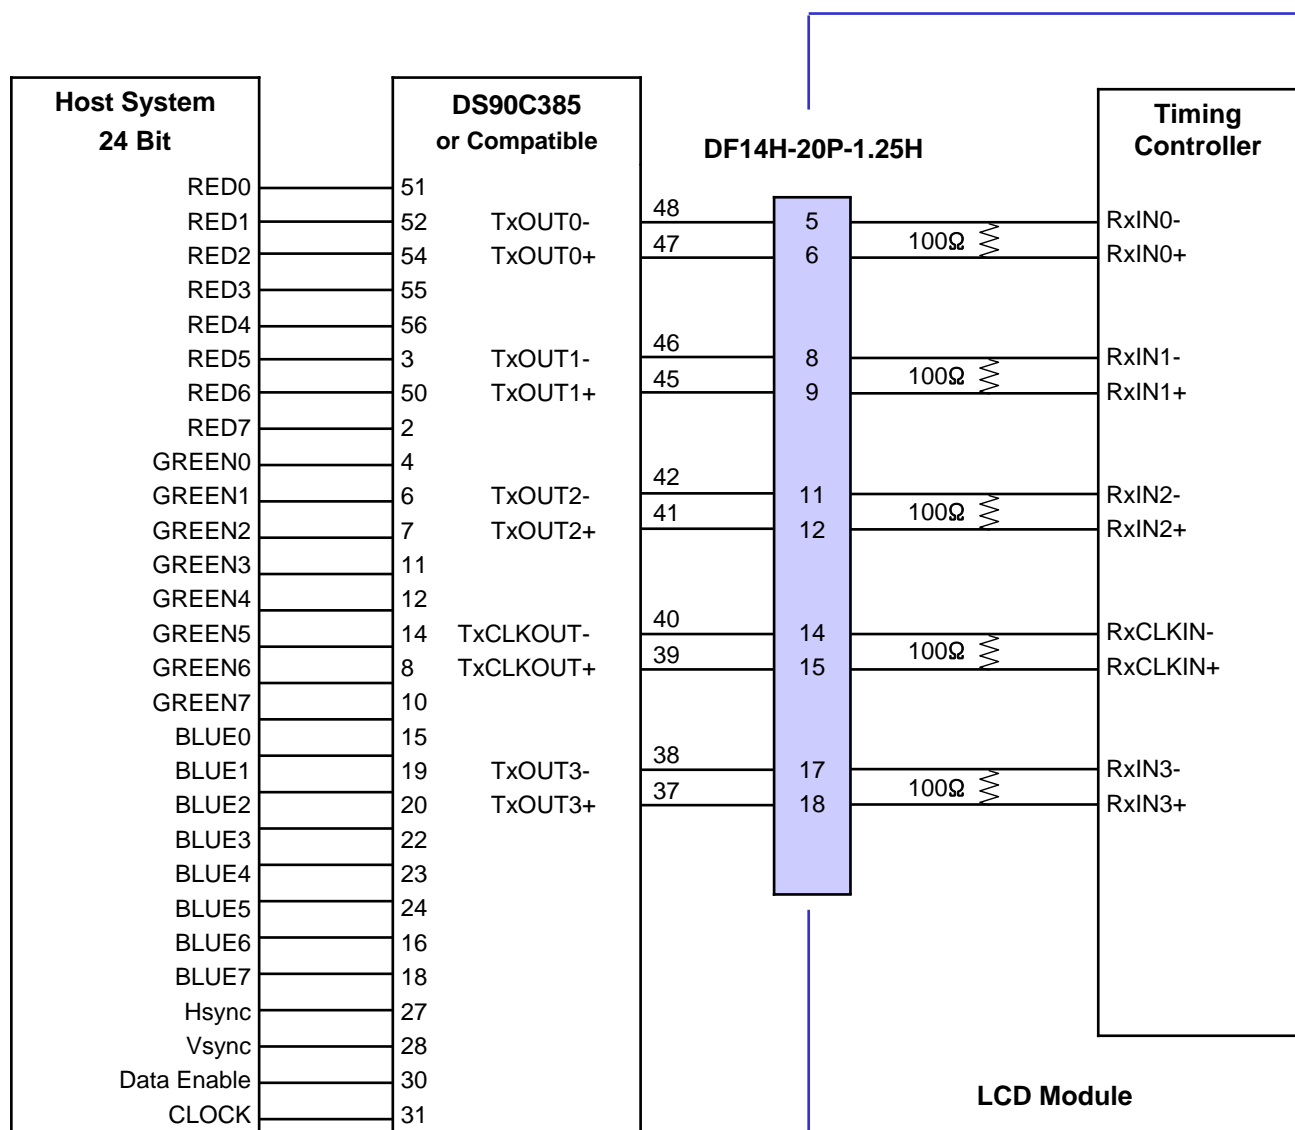 Host System
24 Bit
DS90C385
or Compatible
DF14H-20P-1.25H
Timing
Controller
RED0 51
RED1 52 TxOUT0- 48 5 RxIN0-
100Ω
RED2 54 TxOUT0+ 47 6 RxIN0+
RED3 55
RED4 56
RED5 3 TxOUT1- 46 8 RxIN1-
100Ω
RED6 50 TxOUT1+ 45 9 RxIN1+
RED7 2
GREEN0 4
GREEN1 6 TxOUT2- 42 11 RxIN2-
100Ω
GREEN2 7 TxOUT2+ 41 12 RxIN2+
GREEN3 11
GREEN4 12
GREEN5 14 TxCLKOUT- 40 14 RxCLKIN-
100Ω
GREEN6 8 TxCLKOUT+ 39 15 RxCLKIN+
GREEN7 10
BLUE0 15
BLUE1 19 TxOUT3- 38 17 RxIN3-
100Ω
BLUE2 20 TxOUT3+ 37 18 RxIN3+
BLUE3 22
BLUE4 23
BLUE5 24
BLUE6 16
BLUE7 18
Hsync 27
Vsync 28
Data Enable 30
CLOCK 31
LCD Module